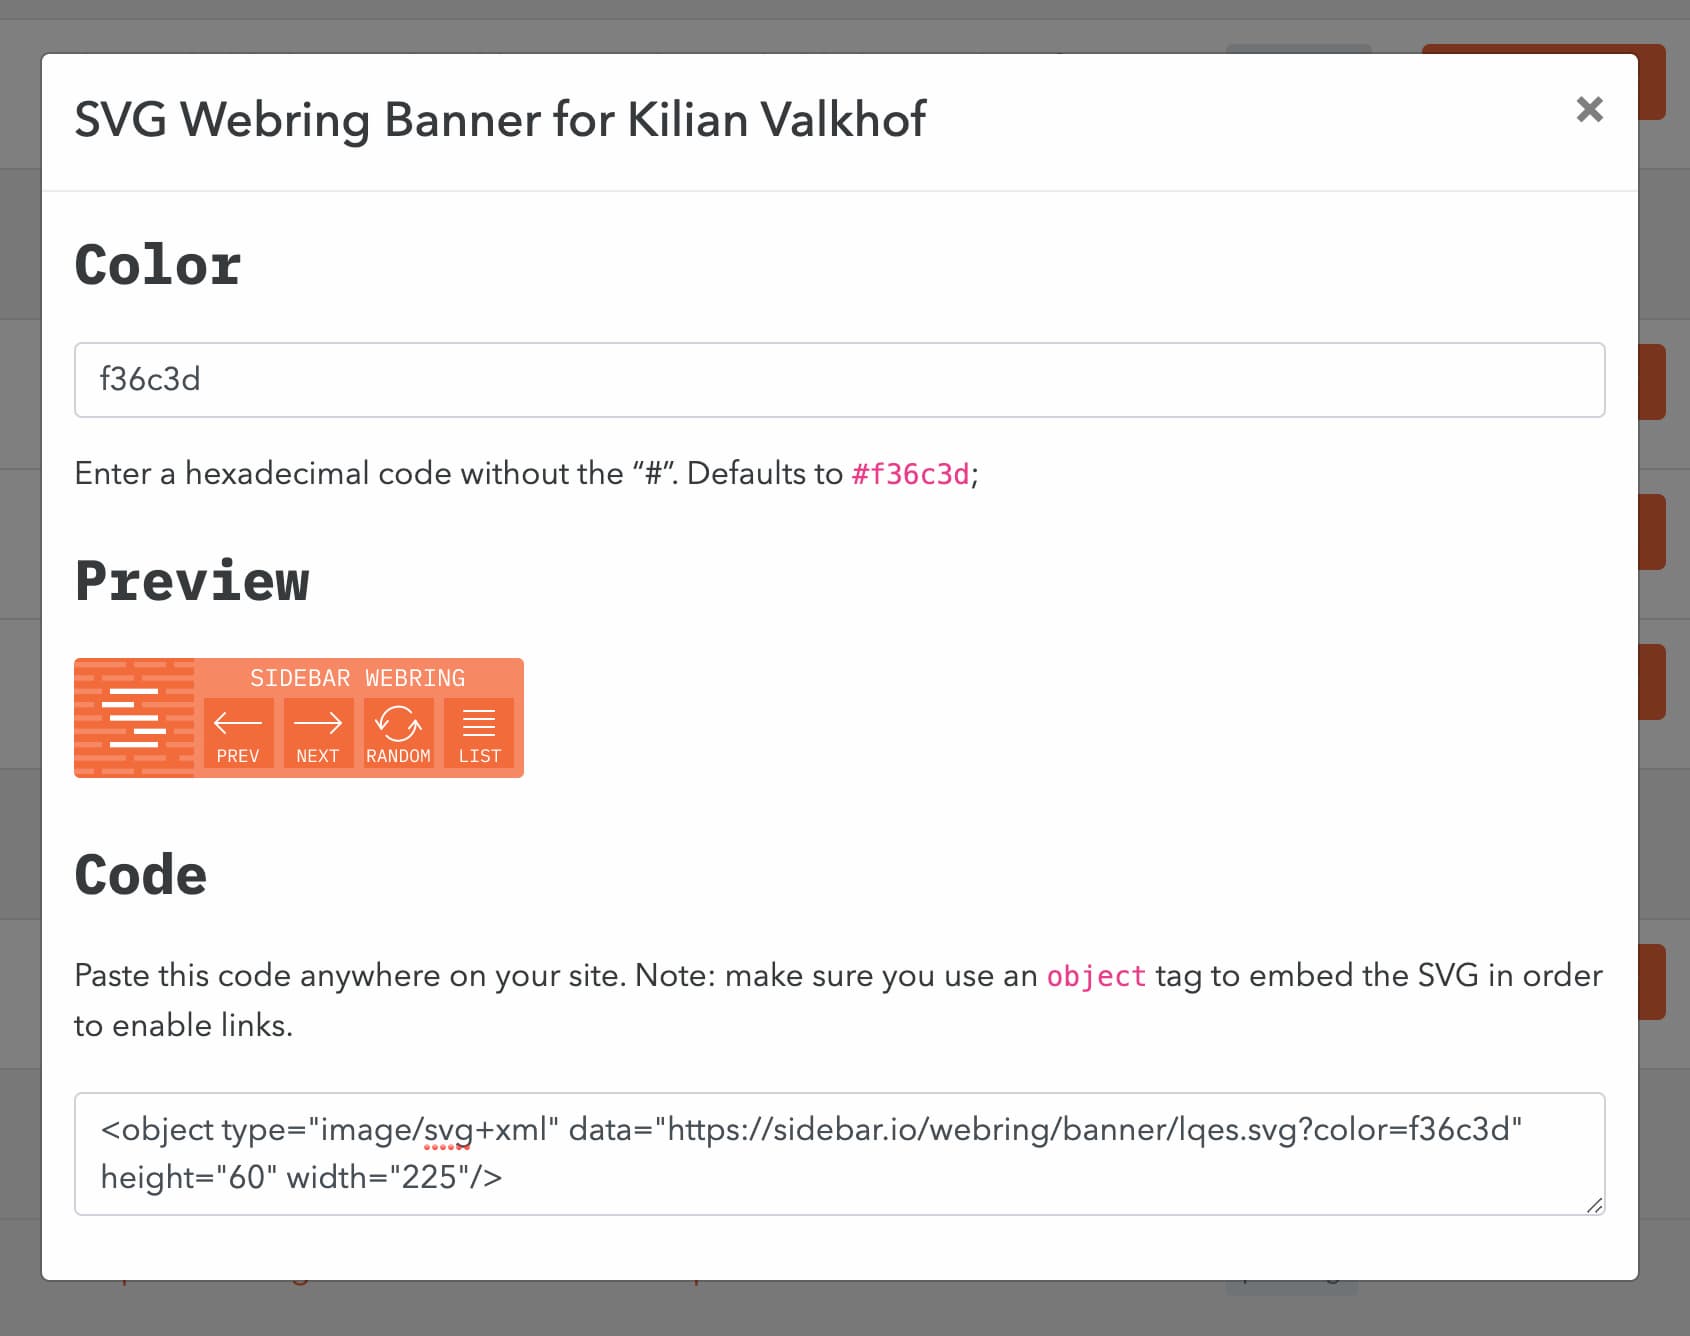 SVG Webring Banner for Kilian Valkhof
×
Color
f36c3d
Enter a hexadecimal code without the “#”. Defaults to #f36c3d;
Preview
SIDEBAR WEBRING
PREV NEXT RANDOM LIST
Code
Paste this code anywhere on your site. Note: make sure you use an object tag to embed the SVG in order
to enable links.
<object type="image/svg+xml" data="https://sidebar.io/webring/banner/lqes.svg?color=f36c3d"
height="60" width="225"/>